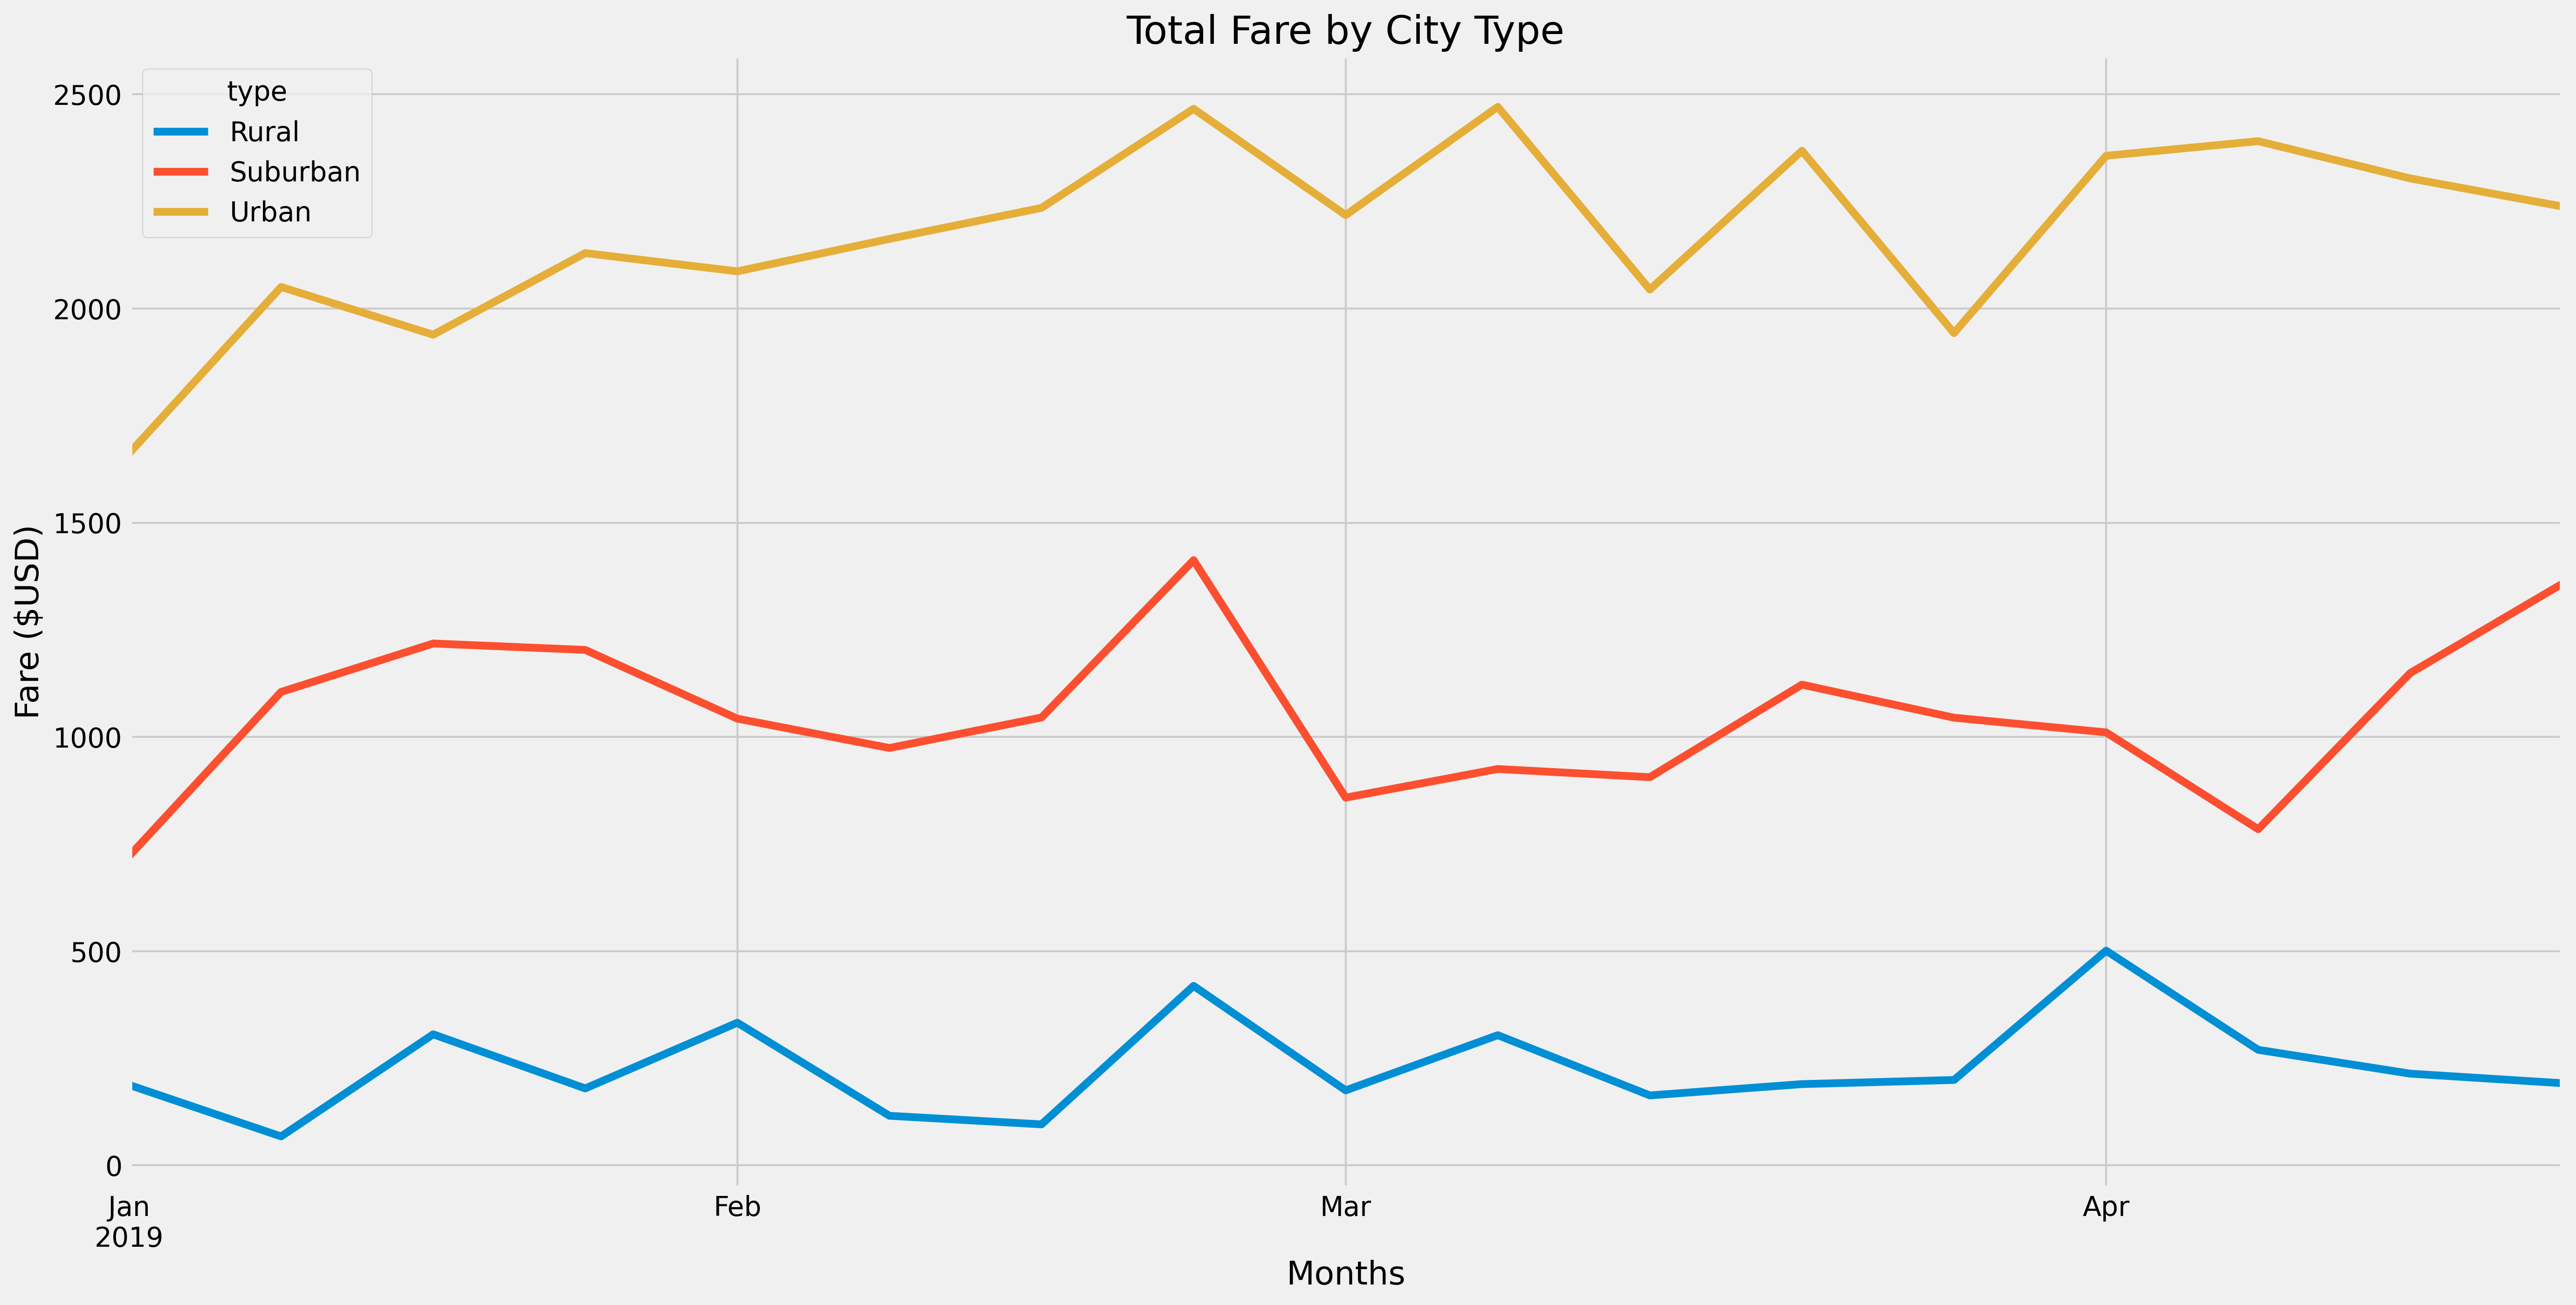 Total Fare by City Type
type
Rural
Suburban
Urban
Fare ($USD)
2500
2000
1500
1000
500
0
Jan
2019
Feb
Mar
Apr
Months